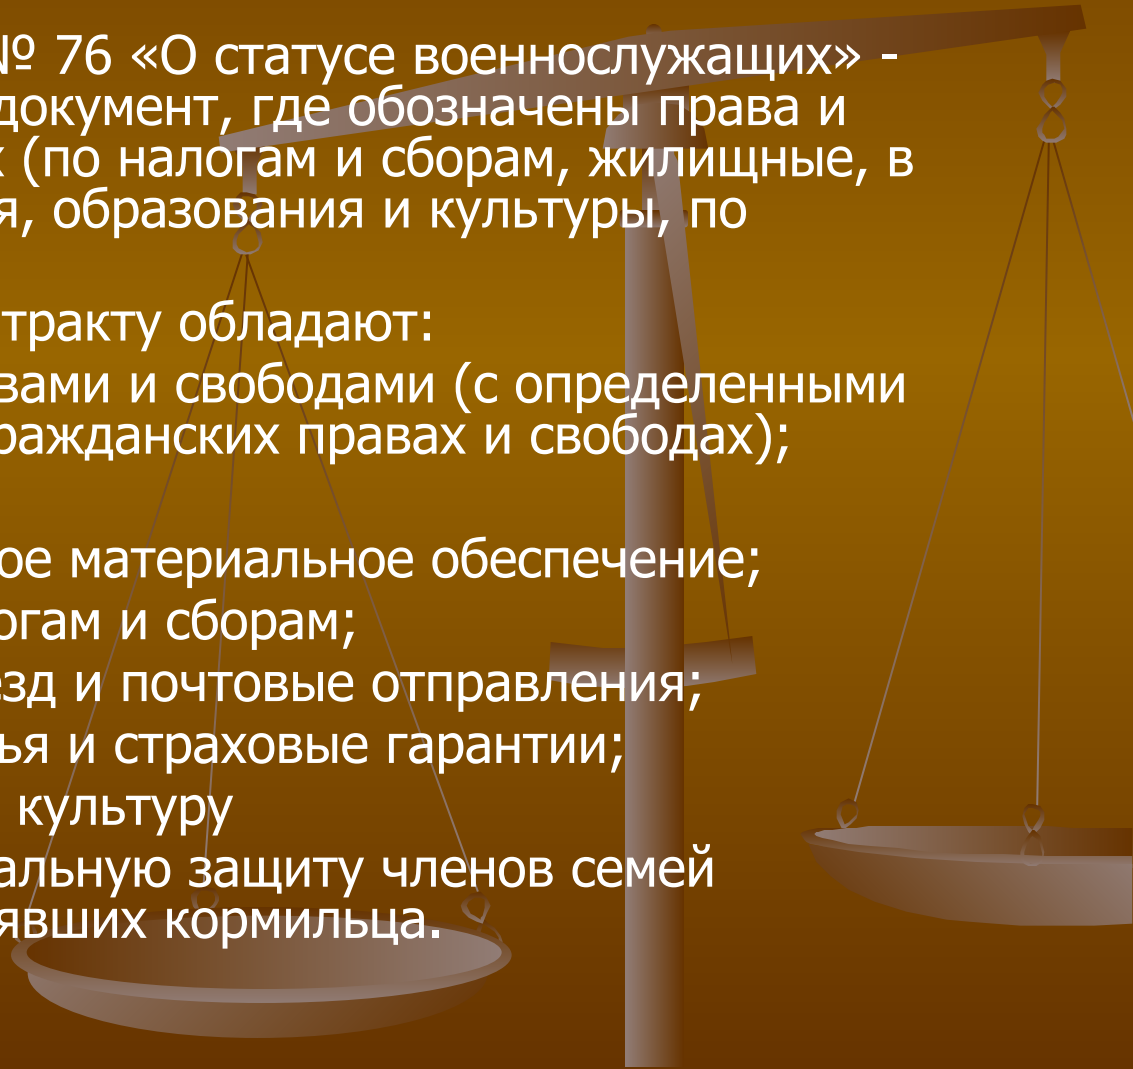 № 76 «О статусе военнослужащих» -
документ, где обозначены права и
х (по налогам и сборам, жилищные, в
я, образования и культуры, по
тракту обладают:
вами и свободами (с определенными
ражданских правах и свободах);
ое материальное обеспечение;
огам и сборам;
езд и почтовые отправления;
ья и страховые гарантии;
культуру
альную защиту членов семей
явших кормильца.